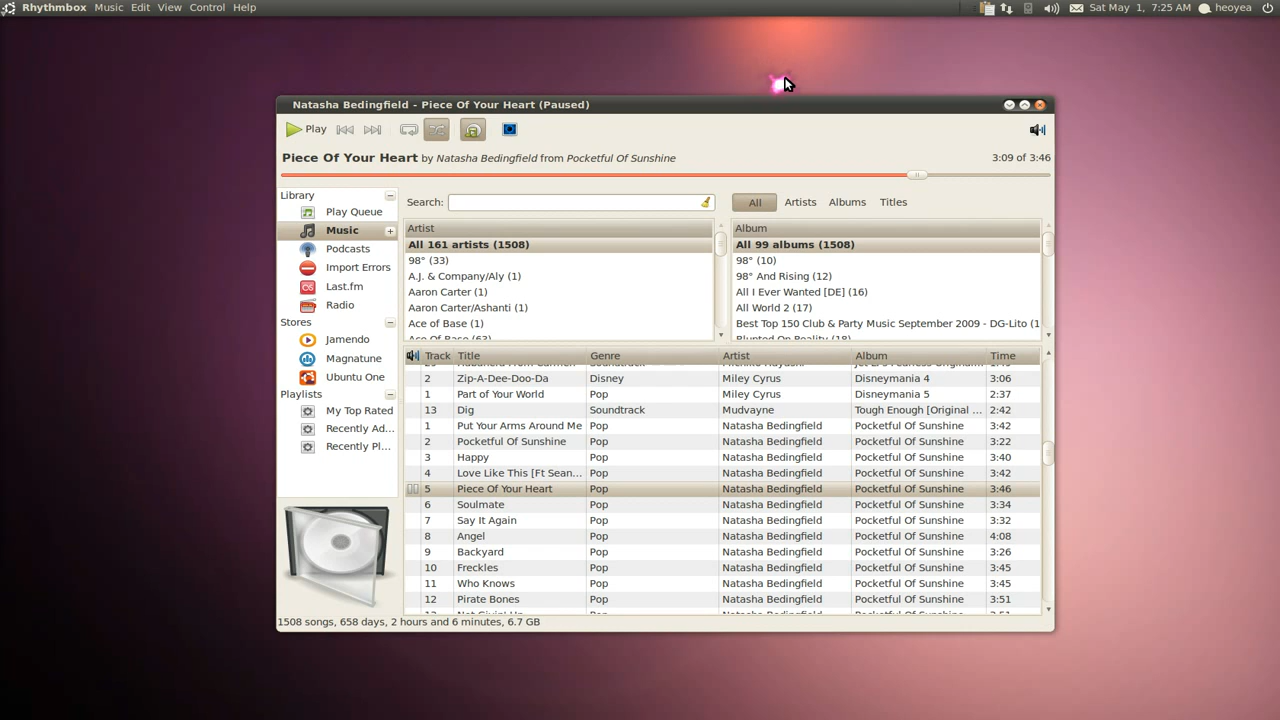 Rhythmbox Music Edit View Control Help Sat May 1, 7:25 AM heoyea
Natasha Bedingfield - Piece Of Your Heart (Paused)
Play
Piece Of Your Heart by Natasha Bedingfield from Pocketful Of Sunshine 3:09 of 3:46
Library
Play Queue
Music
Podcasts
Import Errors
Last.fm
Radio
Stores
Jamendo
Magnatune
Ubuntu One
Playlists
My Top Rated
Recently Ad...
Recently Pl...
Search: All Artists Albums Titles
Artist
All 161 artists (1508)
98° (33)
A.J. & Company/Aly (1)
Aaron Carter (1)
Aaron Carter/Ashanti (1)
Ace of Base (1)
Album
All 99 albums (1508)
98° (10)
98° And Rising (12)
All I Ever Wanted [DE] (16)
All World 2 (17)
Best Top 150 Club & Party Music September 2009 - DG-Lito (1
Blunted On Reality (18)
Track Title Genre Artist Album Time
2 Zip-A-Dee-Doo-Da Disney Miley Cyrus Disneymania 4 3:06
1 Part of Your World Pop Miley Cyrus Disneymania 5 2:37
13 Dig Soundtrack Mudvayne Tough Enough [Original ... 2:42
1 Put Your Arms Around Me Pop Natasha Bedingfield Pocketful Of Sunshine 3:42
2 Pocketful Of Sunshine Pop Natasha Bedingfield Pocketful Of Sunshine 3:22
3 Happy Pop Natasha Bedingfield Pocketful Of Sunshine 3:40
4 Love Like This [Ft Sean... Pop Natasha Bedingfield Pocketful Of Sunshine 3:42
5 Piece Of Your Heart Pop Natasha Bedingfield Pocketful Of Sunshine 3:46
6 Soulmate Pop Natasha Bedingfield Pocketful Of Sunshine 3:34
7 Say It Again Pop Natasha Bedingfield Pocketful Of Sunshine 3:32
8 Angel Pop Natasha Bedingfield Pocketful Of Sunshine 4:08
9 Backyard Pop Natasha Bedingfield Pocketful Of Sunshine 3:26
10 Freckles Pop Natasha Bedingfield Pocketful Of Sunshine 3:45
11 Who Knows Pop Natasha Bedingfield Pocketful Of Sunshine 3:45
12 Pirate Bones Pop Natasha Bedingfield Pocketful Of Sunshine 3:51
1508 songs, 658 days, 2 hours and 6 minutes, 6.7 GB